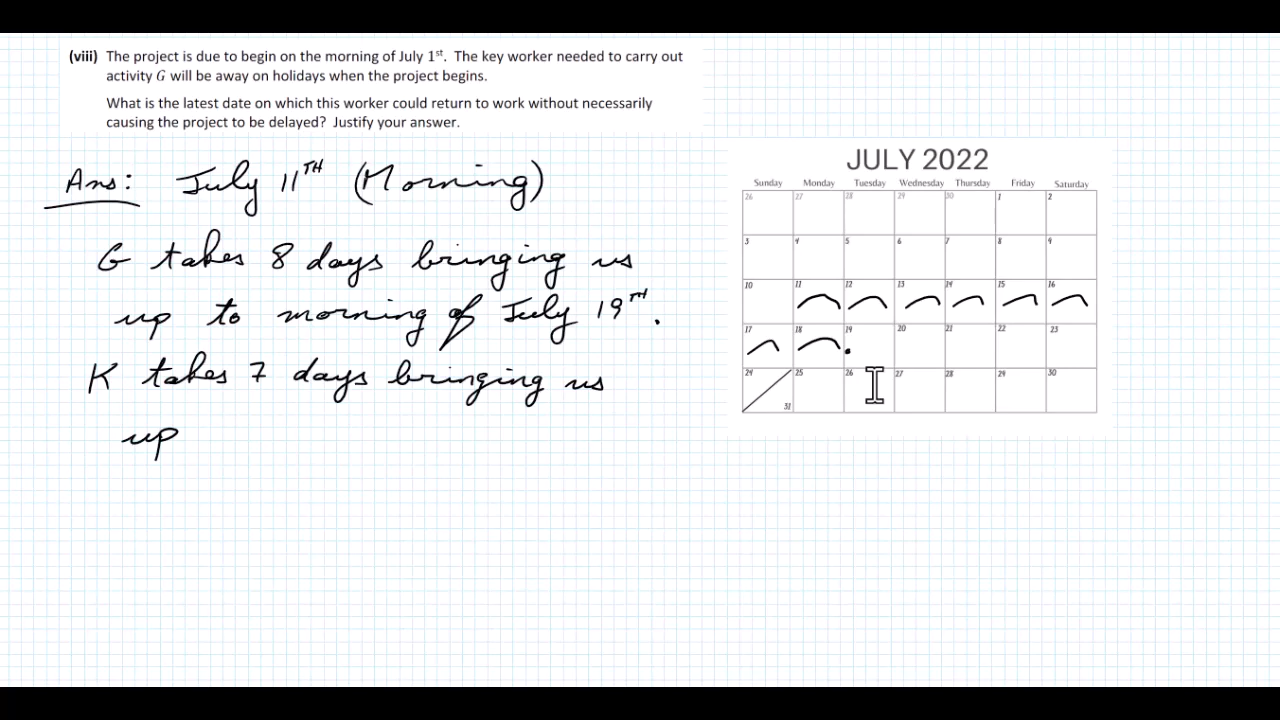 (viii) The project is due to begin on the morning of July 1st. The key worker needed to carry out
activity G will be away on holidays when the project begins.
What is the latest date on which this worker could return to work without necessarily
causing the project to be delayed? Justify your answer.
Ans: July 11TH (Morning)
G takes 8 days bringing us
up to morning of July 19TH.
K takes 7 days bringing us
up
JULY 2022
Sunday Monday Tuesday Wednesday Thursday Friday Saturday
26 27 28 29 30 1 2
3 4 5 6 7 8 9
10 11 12 13 14 15 16
17 18 19 20 21 22 23
24 25 26 27 28 29 30
31